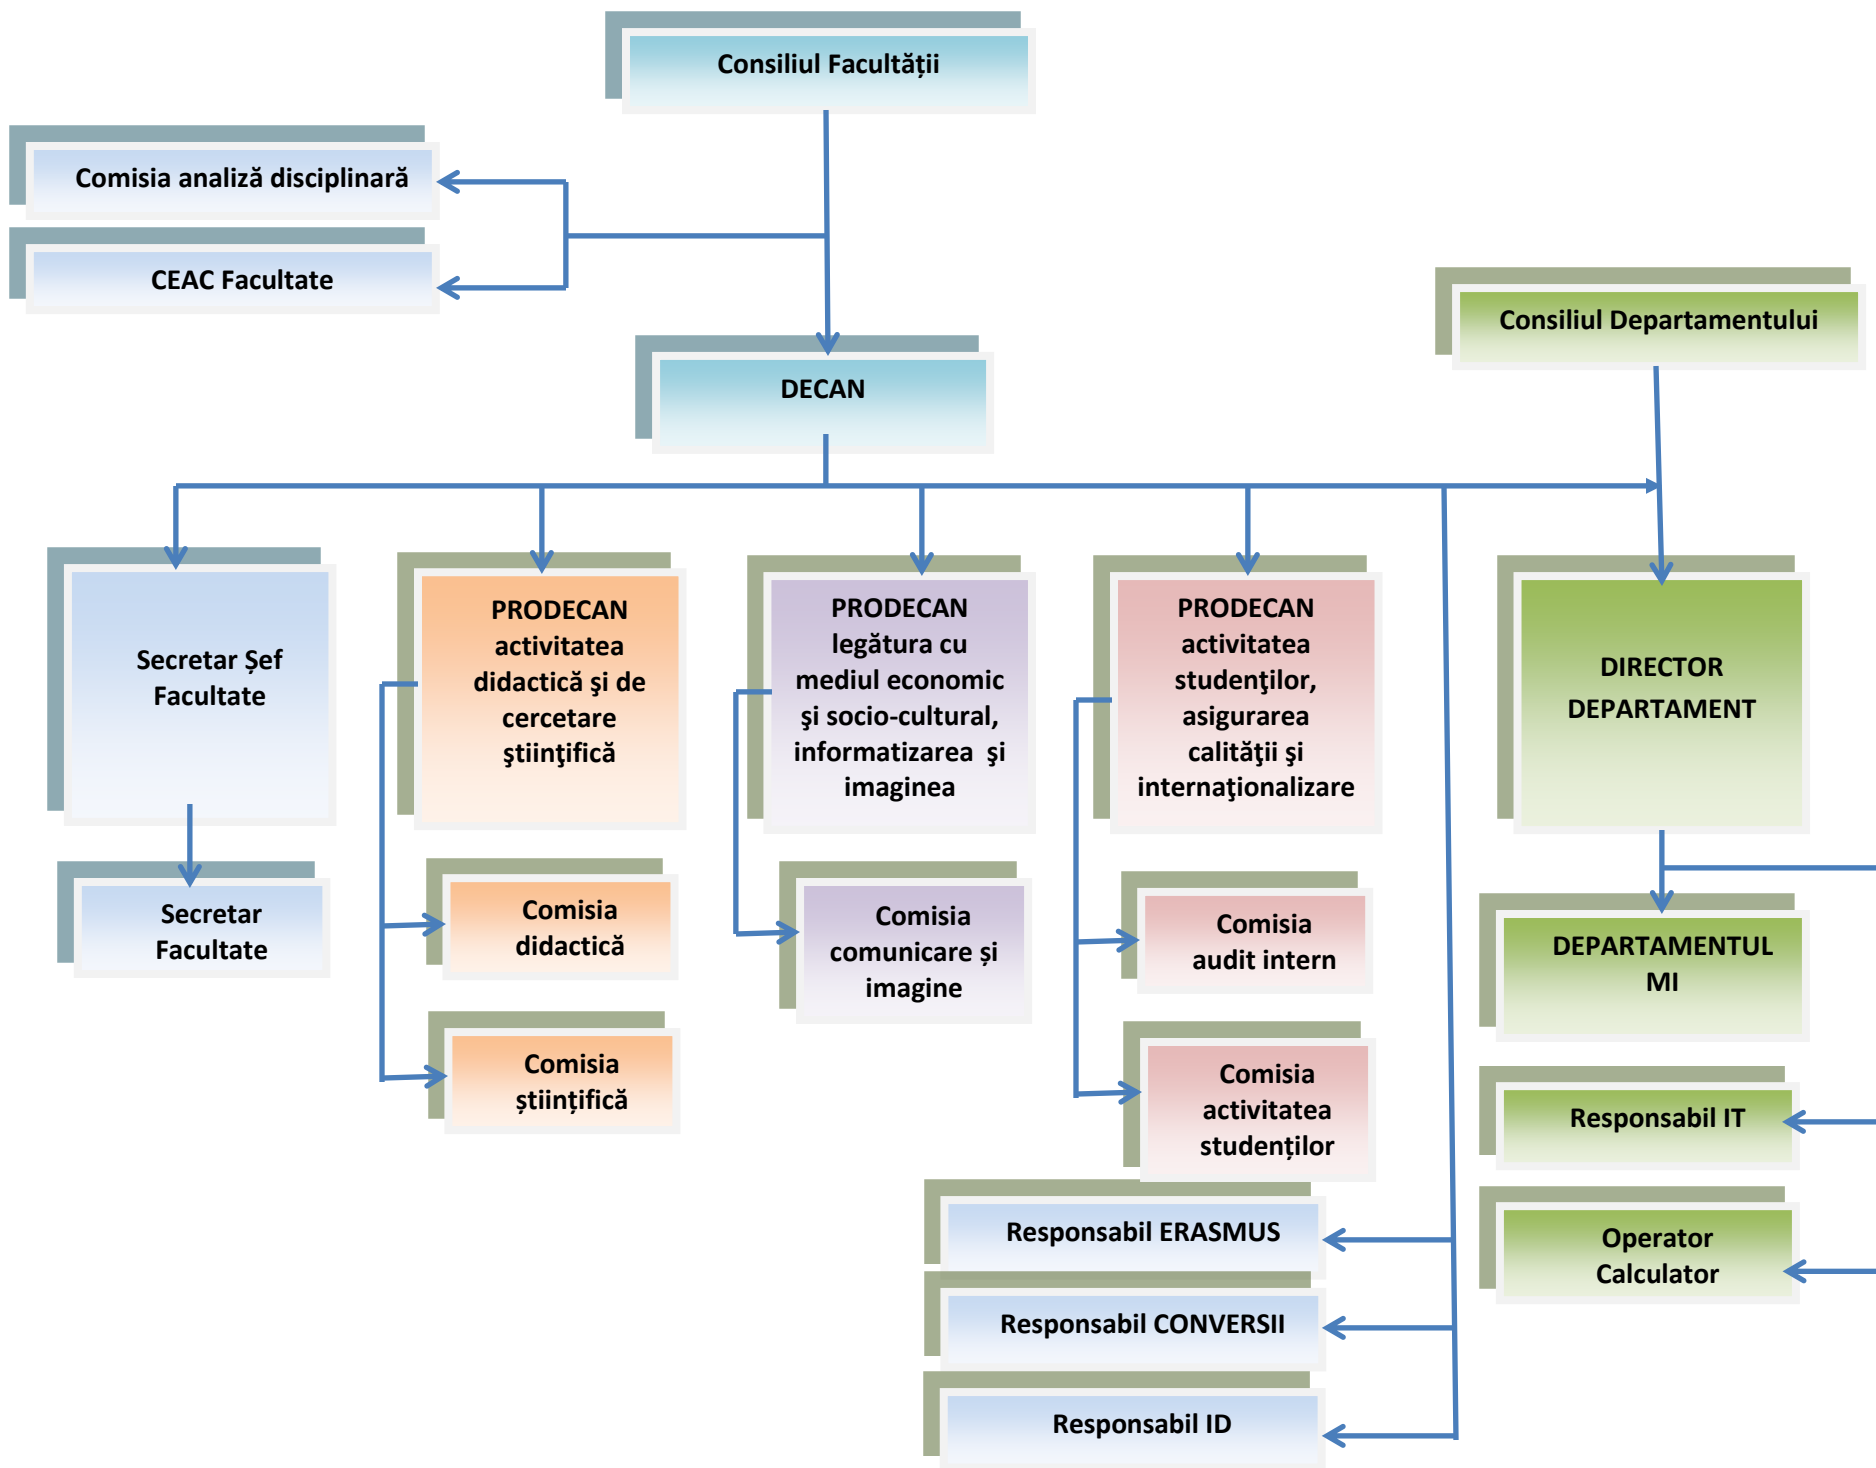 Consiliul Facultății
Comisia analiză disciplinară
CEAC Facultate
Consiliul Departamentului
DECAN
Secretar Șef
Facultate
PRODECAN
activitatea
didactică şi de
cercetare
ştiinţifică
PRODECAN
legătura cu
mediul economic
şi socio-cultural,
informatizarea şi
imaginea
PRODECAN
activitatea
studenţilor,
asigurarea
calităţii şi
internaţionalizare
DIRECTOR
DEPARTAMENT
Secretar
Facultate
Comisia
didactică
Comisia
comunicare și
imagine
Comisia
audit intern
DEPARTAMENTUL
MI
Comisia
științifică
Comisia
activitatea
studenților
Responsabil IT
Responsabil ERASMUS
Operator
Calculator
Responsabil CONVERSII
Responsabil ID